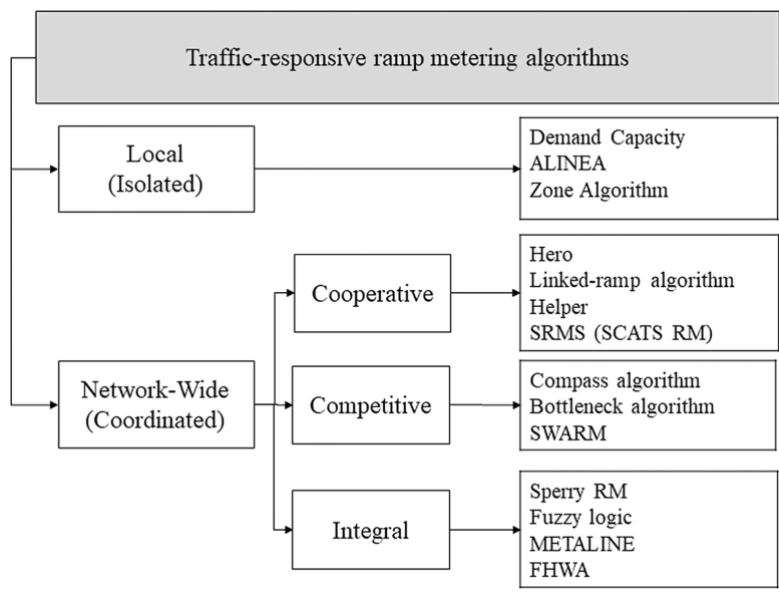 Traffic-responsive ramp metering algorithms
Local
(Isolated)
Demand Capacity
ALINEA
Zone Algorithm
Network-Wide
(Coordinated)
Cooperative
Hero
Linked-ramp algorithm
Helper
SRMS (SCATS RM)
Competitive
Compass algorithm
Bottleneck algorithm
SWARM
Integral
Sperry RM
Fuzzy logic
METALINE
FHWA